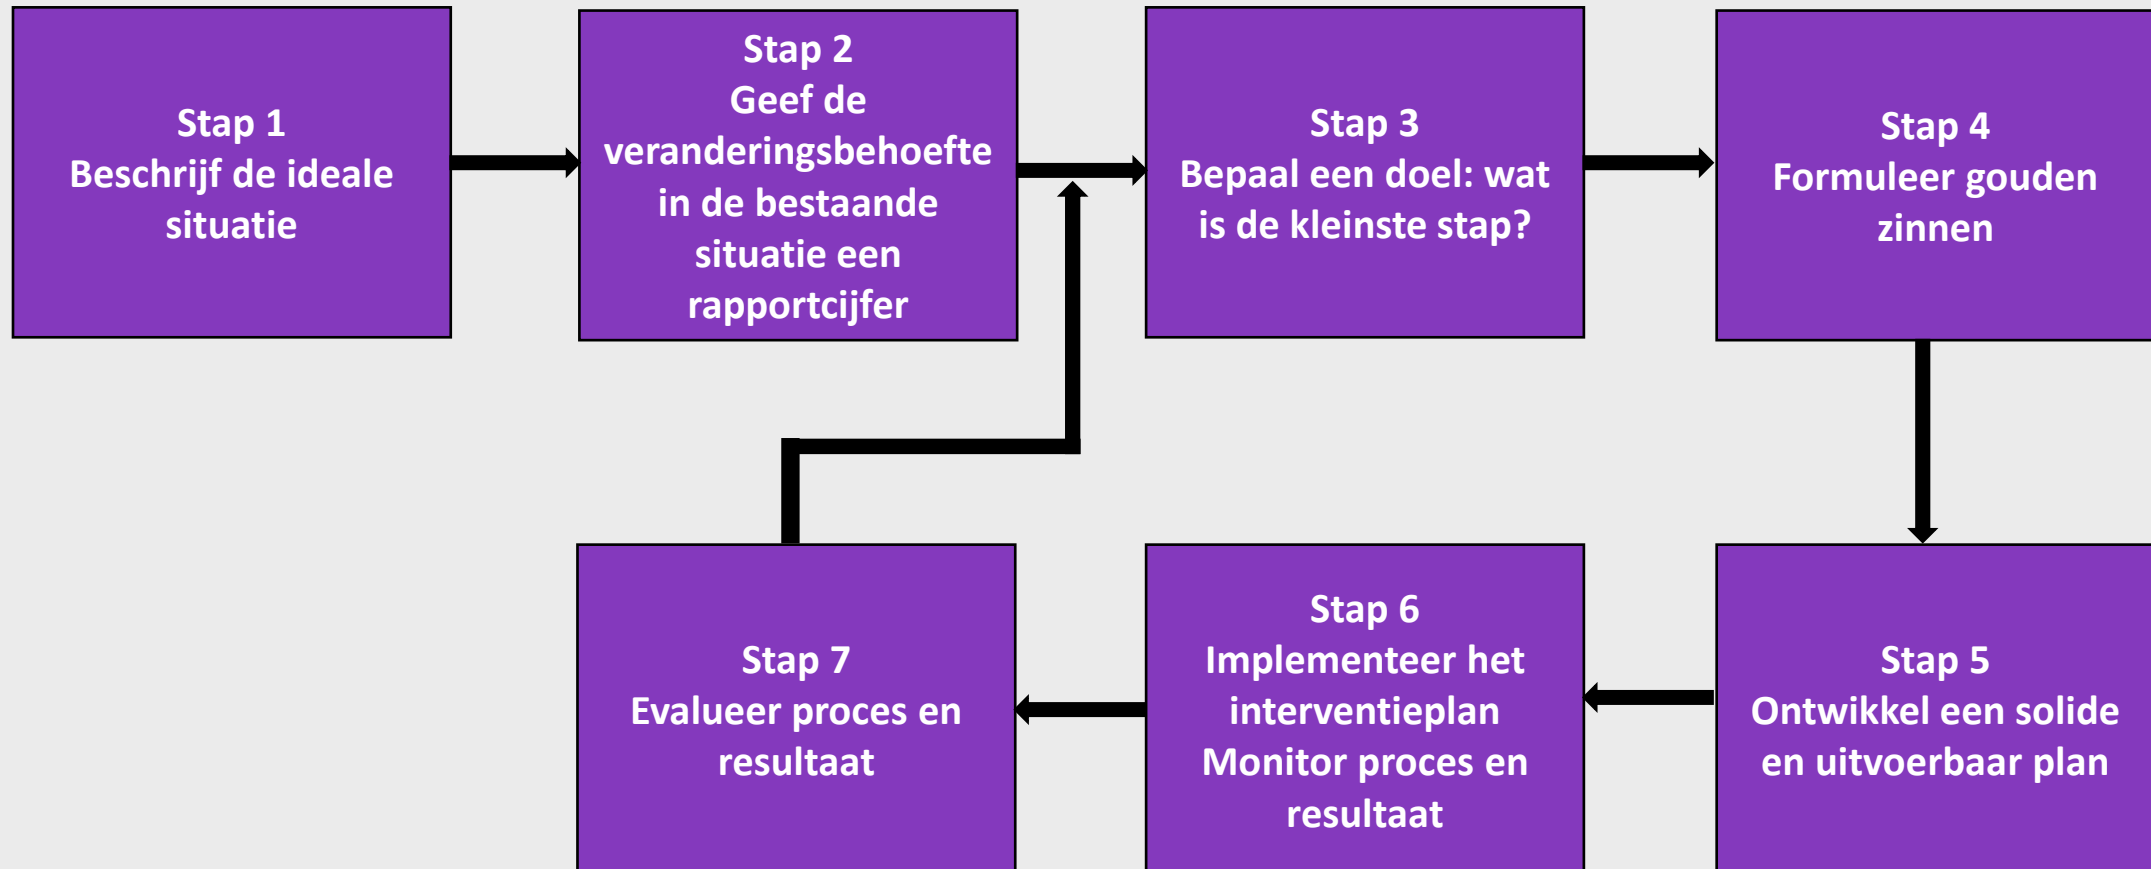 Stap 1
Beschrijf de ideale
situatie
Stap 2
Geef de
veranderingsbehoefte
in de bestaande
situatie een
rapportcijfer
Stap 3
Bepaal een doel: wat
is de kleinste stap?
Stap 4
Formuleer gouden
zinnen
Stap 5
Ontwikkel een solide
en uitvoerbaar plan
Stap 6
Implementeer het
interventieplan
Monitor proces en
resultaat
Stap 7
Evalueer proces en
resultaat